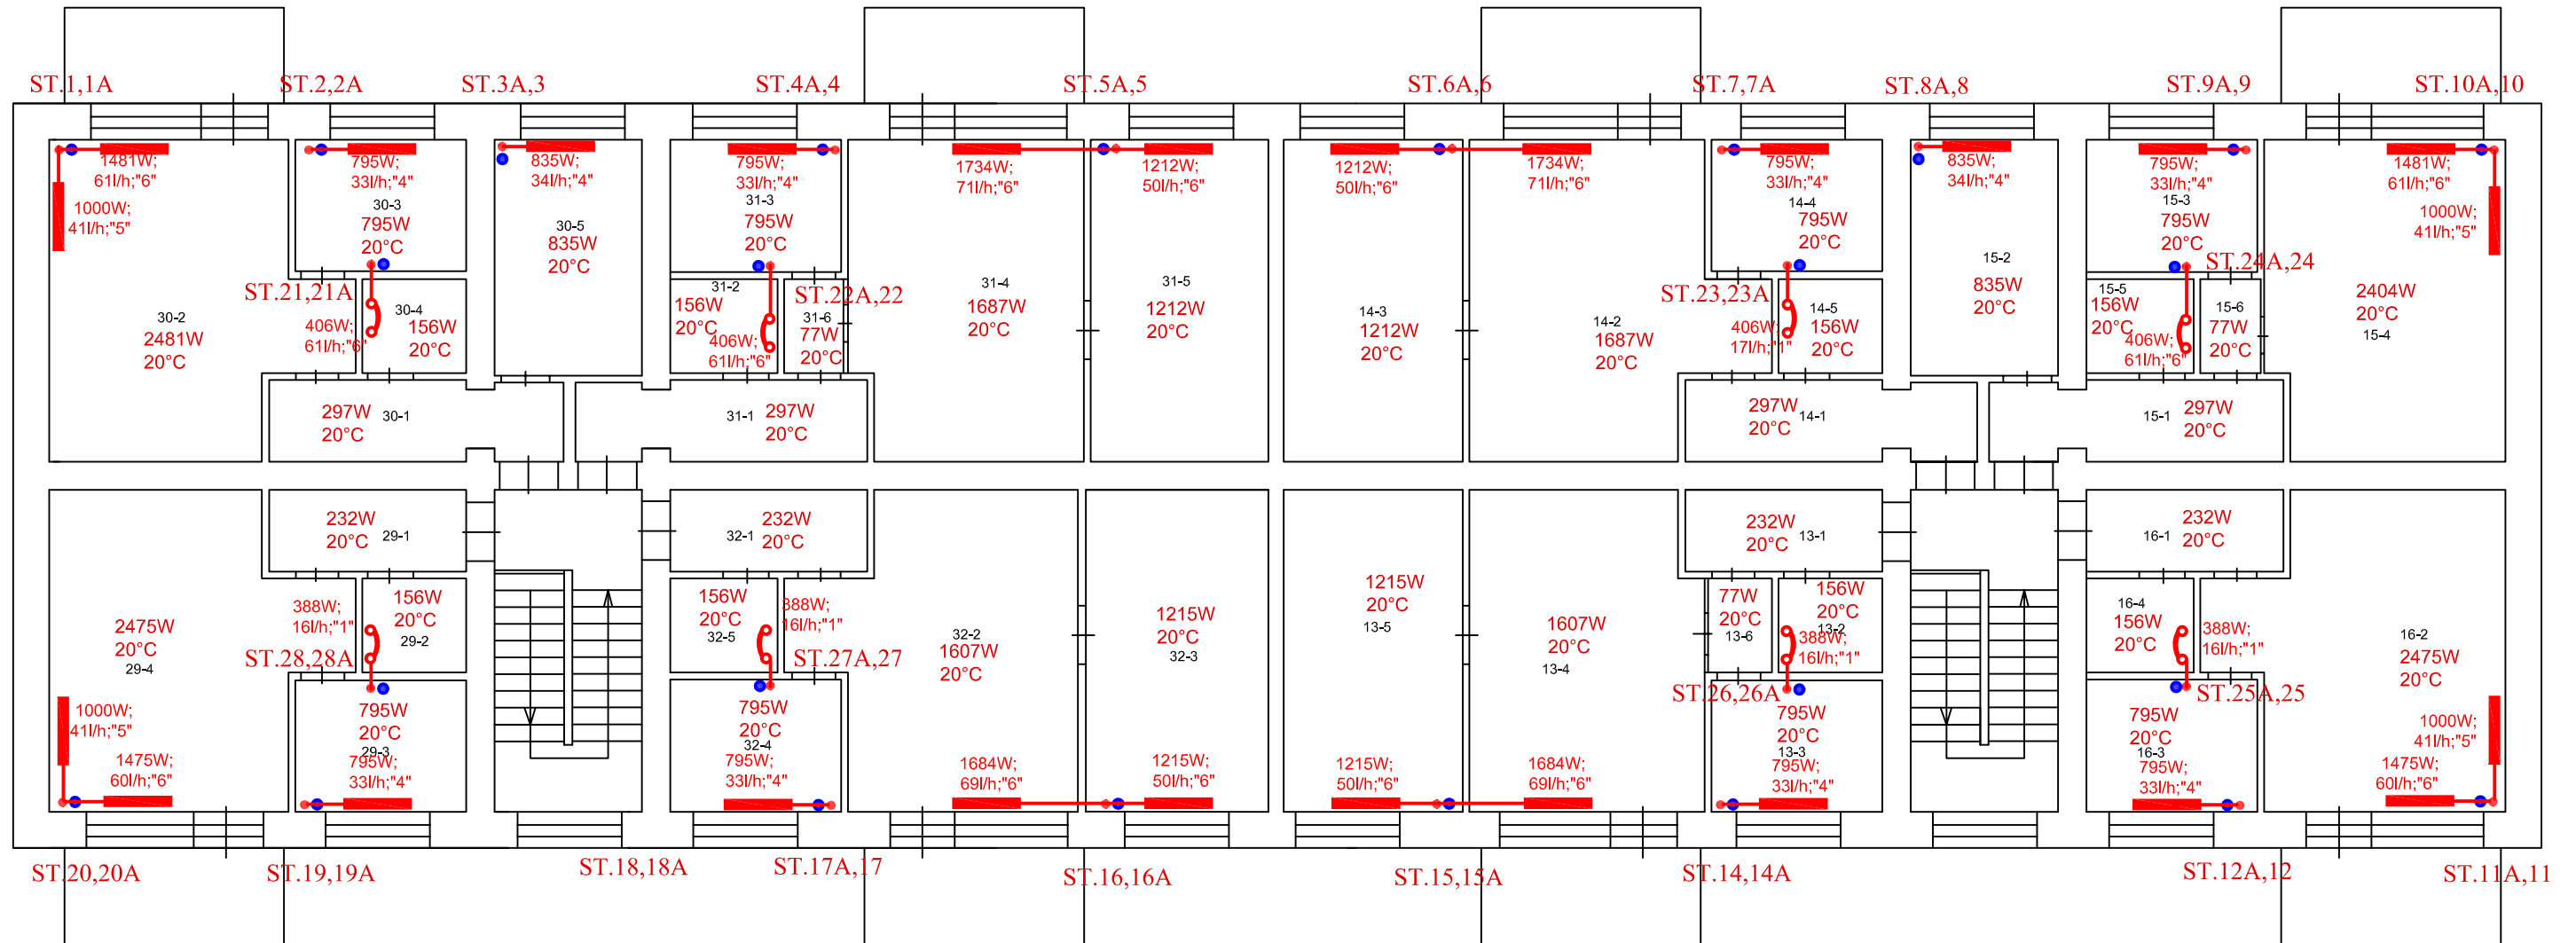 ST.1,1A
ST.2,2A
ST.3A,3
ST.4A,4
ST.5A,5
ST.6A,6
ST.7,7A
ST.8A,8
ST.9A,9
ST.10A,10
1481W;
61l/h;"6"
1000W;
41l/h;"5"
30-2
2481W
20°C
795W;
33l/h;"4"
30-3
795W
20°C
ST.21,21A
406W;
61l/h;"6"
30-4
156W
20°C
297W
20°C
30-1
835W;
34l/h;"4"
30-5
835W
20°C
795W;
33l/h;"4"
31-3
795W
20°C
31-2
156W
20°C
406W;
61l/h;"6"
ST.22A,22
31-6
77W
20°C
31-1
297W
20°C
1734W;
71l/h;"6"
31-4
1687W
20°C
1212W;
50l/h;"6"
31-5
1212W
20°C
1212W;
50l/h;"6"
14-3
1212W
20°C
1734W;
71l/h;"6"
14-2
1687W
20°C
795W;
33l/h;"4"
14-4
795W
20°C
ST.23,23A
406W;
17l/h;"1"
14-5
156W
20°C
297W
20°C
14-1
835W;
34l/h;"4"
15-2
835W
20°C
795W;
33l/h;"4"
15-3
795W
20°C
ST.24A,24
15-5
156W
20°C
406W;
61l/h;"6"
15-6
77W
20°C
15-1
297W
20°C
1481W;
61l/h;"6"
1000W;
41l/h;"5"
2404W
20°C
15-4
232W
20°C
29-1
2475W
20°C
29-4
388W;
16l/h;"1"
156W
20°C
29-2
ST.28,28A
1000W;
41l/h;"5"
1475W;
60l/h;"6"
795W
20°C
29-3
795W;
33l/h;"4"
232W
20°C
32-1
156W
20°C
32-5
388W;
16l/h;"1"
ST.27A,27
795W
20°C
32-4
795W;
33l/h;"4"
32-2
1607W
20°C
1684W;
69l/h;"6"
1215W
20°C
32-3
1215W;
50l/h;"6"
1215W
20°C
13-5
1215W;
50l/h;"6"
1607W
20°C
13-4
1684W;
69l/h;"6"
232W
20°C
13-1
77W
20°C
13-6
156W
20°C
13-2
388W;
16l/h;"1"
ST.26,26A
795W
20°C
13-3
795W;
33l/h;"4"
232W
20°C
16-1
16-4
156W
20°C
388W;
16l/h;"1"
ST.25A,25
795W
20°C
16-3
795W;
33l/h;"4"
16-2
2475W
20°C
1000W;
41l/h;"5"
1475W;
60l/h;"6"
ST.20,20A
ST.19,19A
ST.18,18A
ST.17A,17
ST.16,16A
ST.15,15A
ST.14,14A
ST.12A,12
ST.11A,11